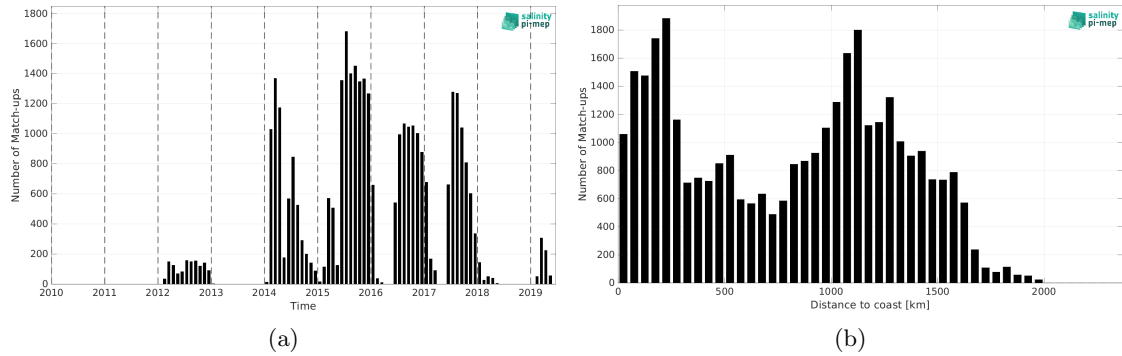 salinity
pi-mep
1800
1600
1400
1200
1000
800
600
400
200
0
Number of Match-ups
2010 2011 2012 2013 2014 2015 2016 2017 2018 2019
Time
(a)
salinity
pi-mep
1800
1600
1400
1200
1000
800
600
400
200
0
Number of Match-ups
0 500 1000 1500 2000
Distance to coast [km]
(b)